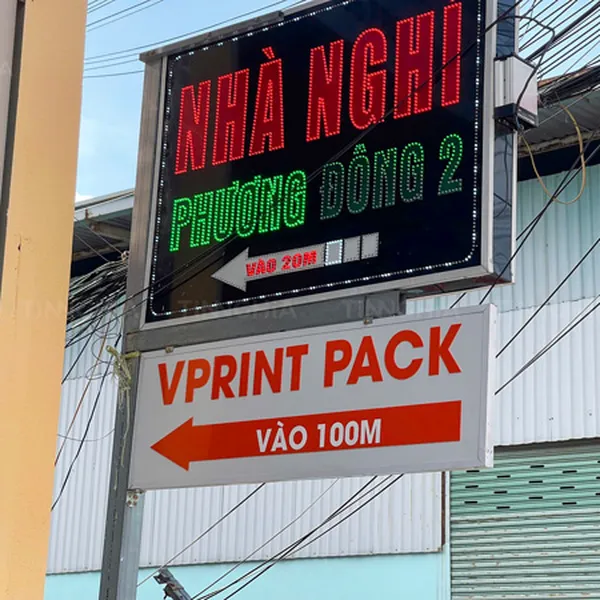 NHÀ NGHỈ
PHƯƠNG ĐÔNG 2
VÀO 20M
VPRINT PACK
VÀO 100M